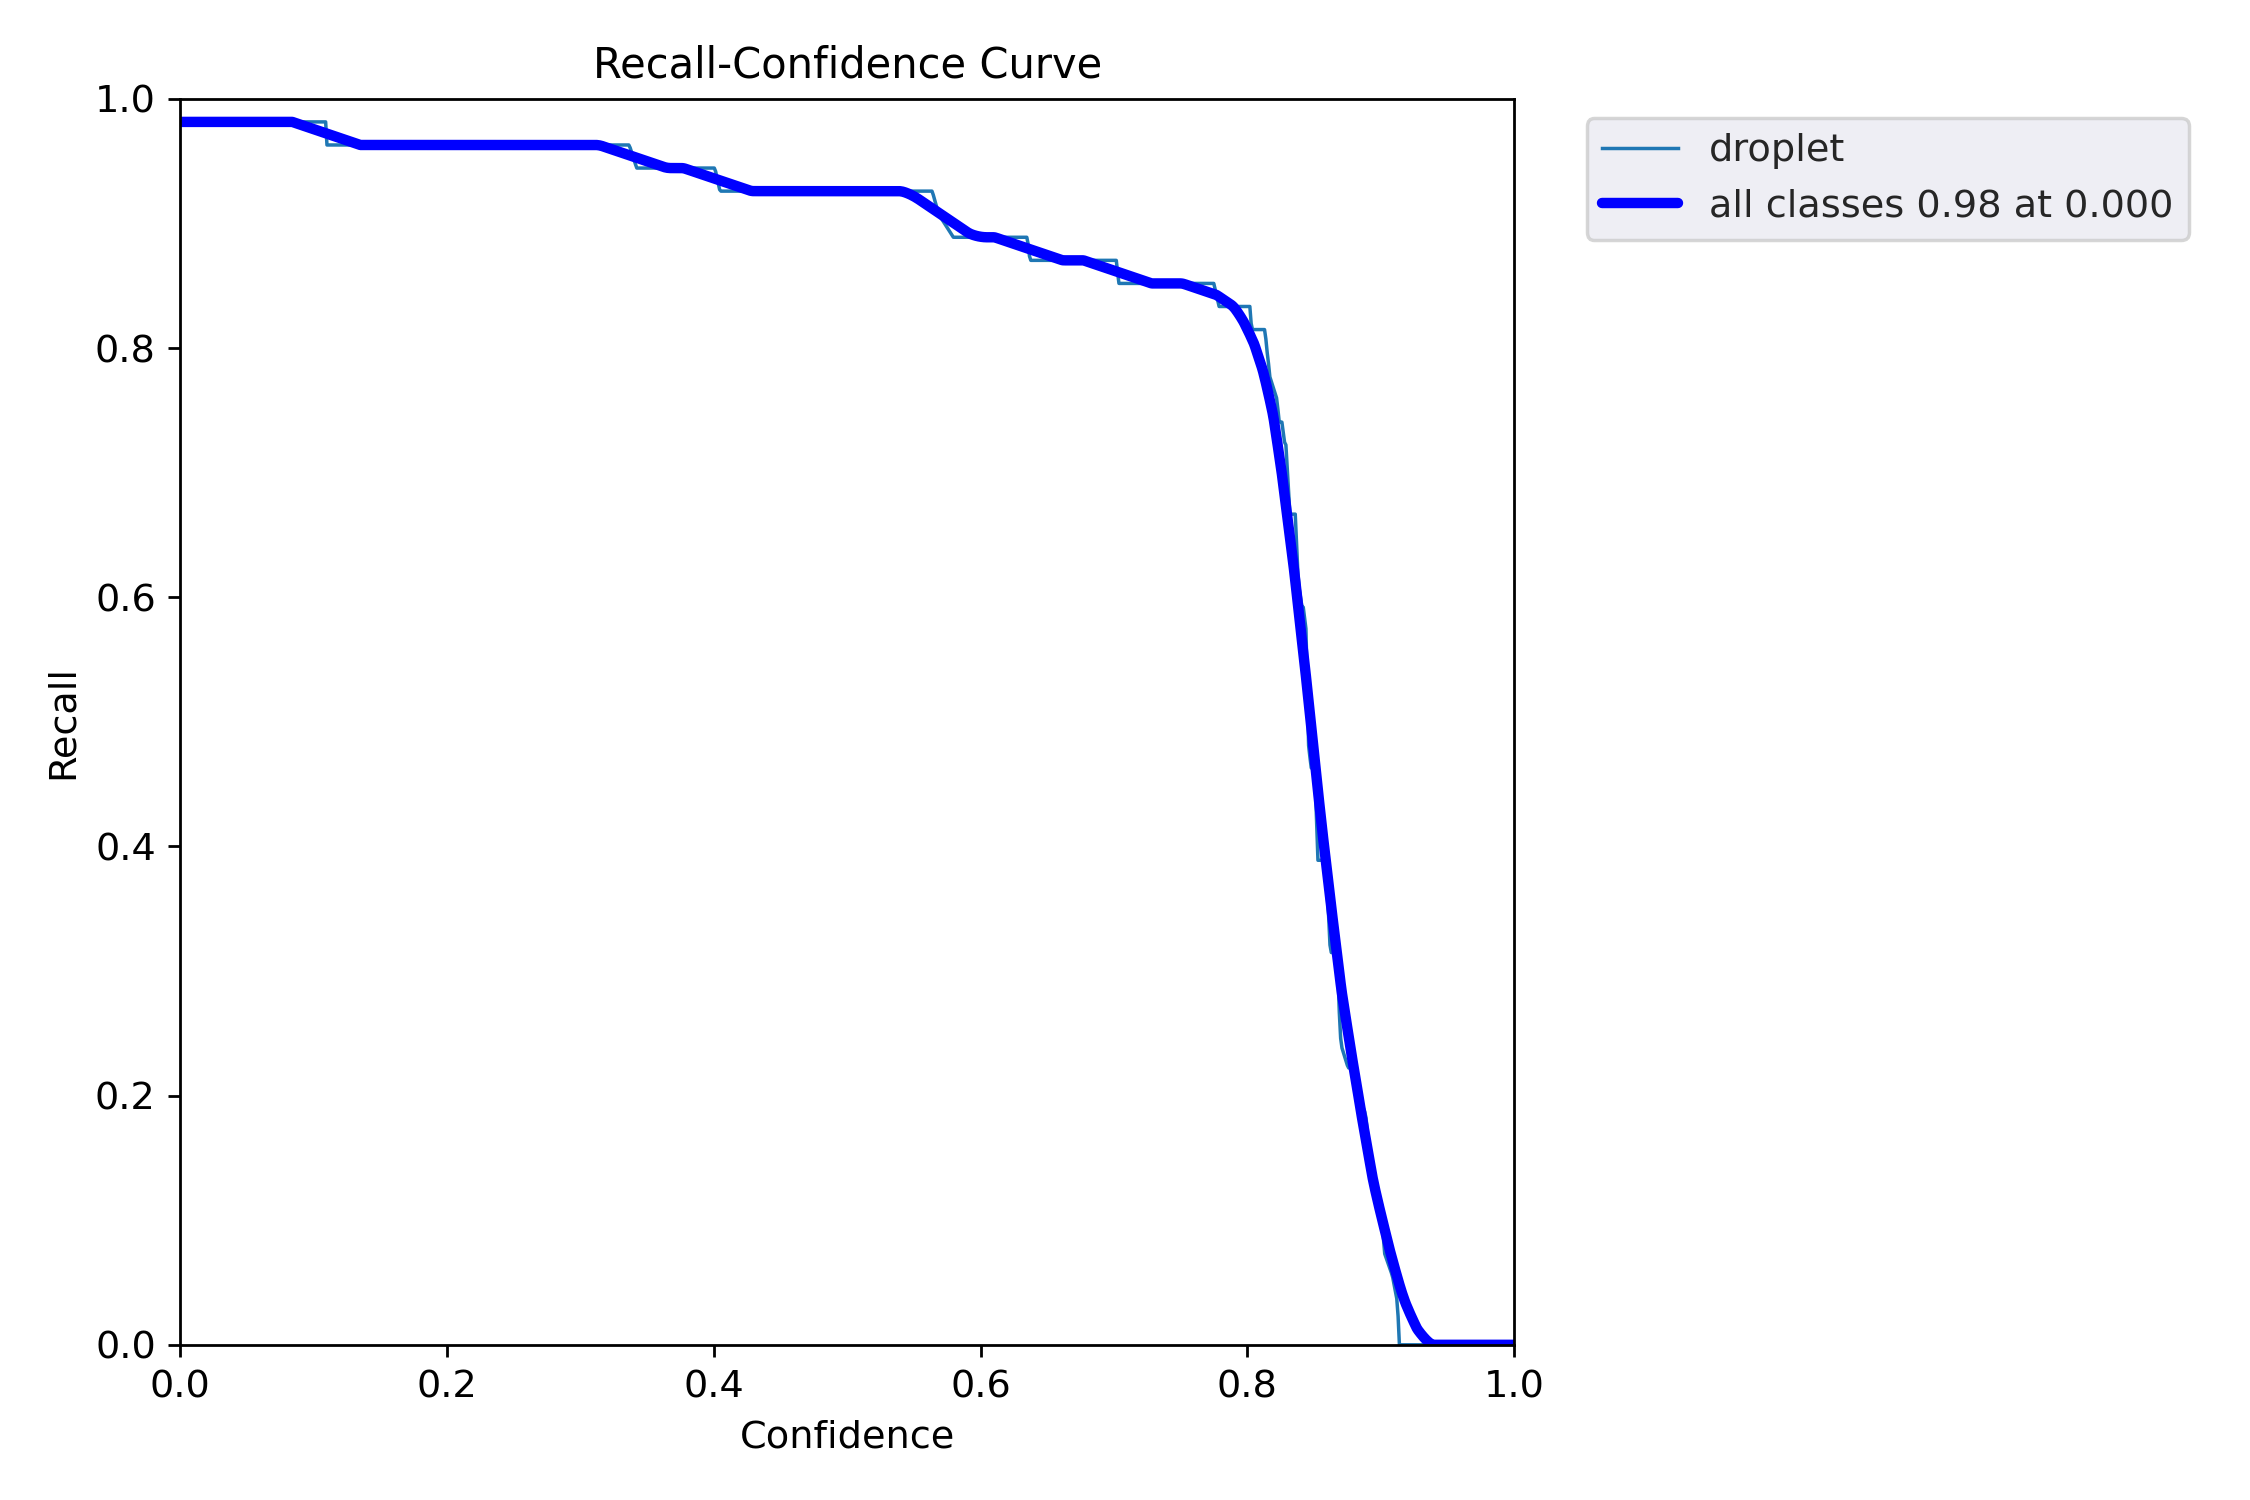 Recall-Confidence Curve
1.0
0.8
0.6
0.4
0.2
0.0
Recall
0.0 0.2 0.4 0.6 0.8 1.0
Confidence
droplet
all classes 0.98 at 0.000